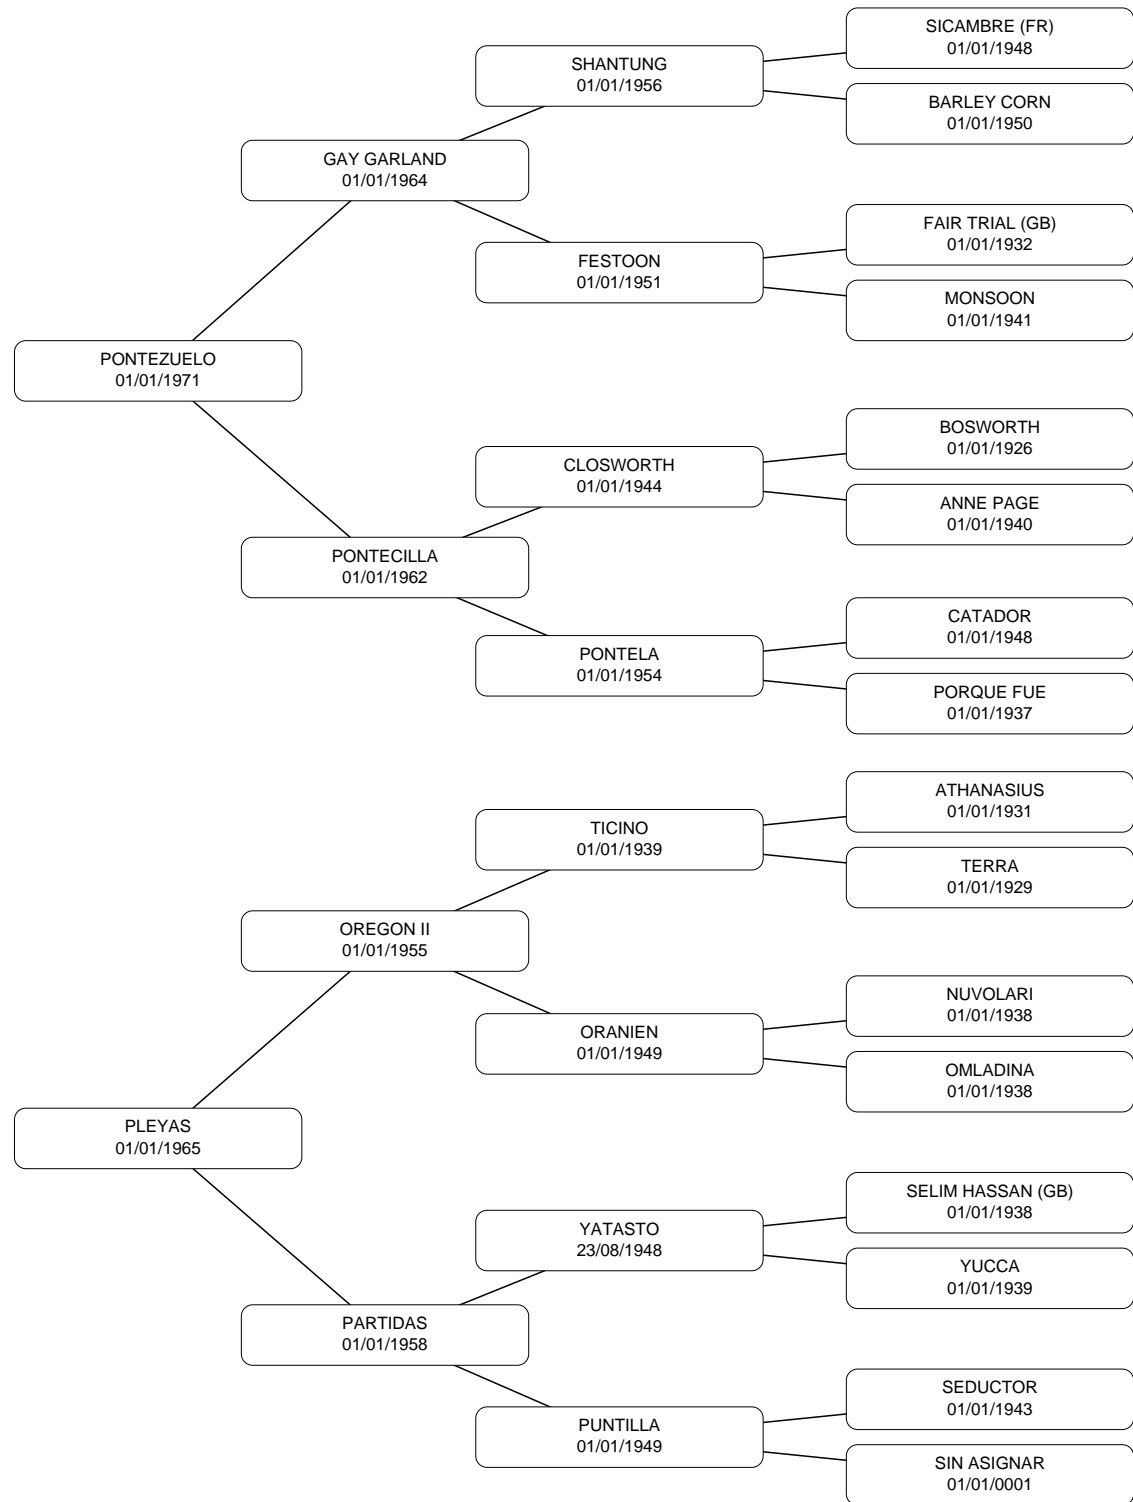 SICAMBRE (FR)
01/01/1948
SHANTUNG
01/01/1956
BARLEY CORN
01/01/1950
GAY GARLAND
01/01/1964
FAIR TRIAL (GB)
01/01/1932
FESTOON
01/01/1951
MONSOON
01/01/1941
PONTEZUELO
01/01/1971
BOSWORTH
01/01/1926
CLOSWORTH
01/01/1944
ANNE PAGE
01/01/1940
PONTECILLA
01/01/1962
CATADOR
01/01/1948
PONTELA
01/01/1954
PORQUE FUE
01/01/1937
ATHANASIUS
01/01/1931
TICINO
01/01/1939
TERRA
01/01/1929
OREGON II
01/01/1955
NUVOLARI
01/01/1938
ORANIEN
01/01/1949
OMLADINA
01/01/1938
PLEYAS
01/01/1965
SELIM HASSAN (GB)
01/01/1938
YATASTO
23/08/1948
YUCCA
01/01/1939
PARTIDAS
01/01/1958
SEDUCTOR
01/01/1943
PUNTILLA
01/01/1949
SIN ASIGNAR
01/01/0001